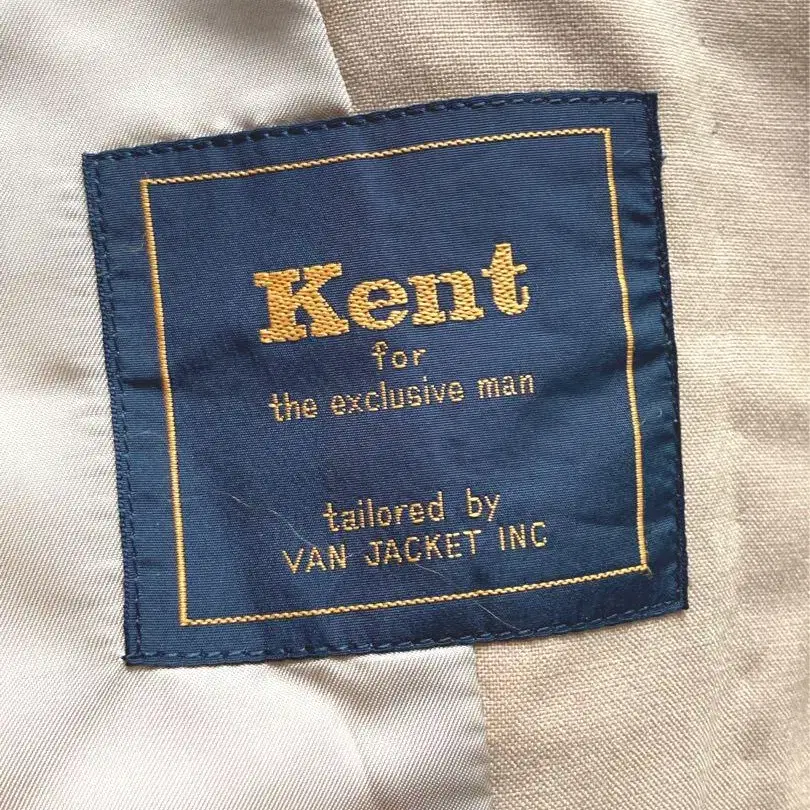 Kent
for
the exclusive man
tailored by
VAN JACKET INC